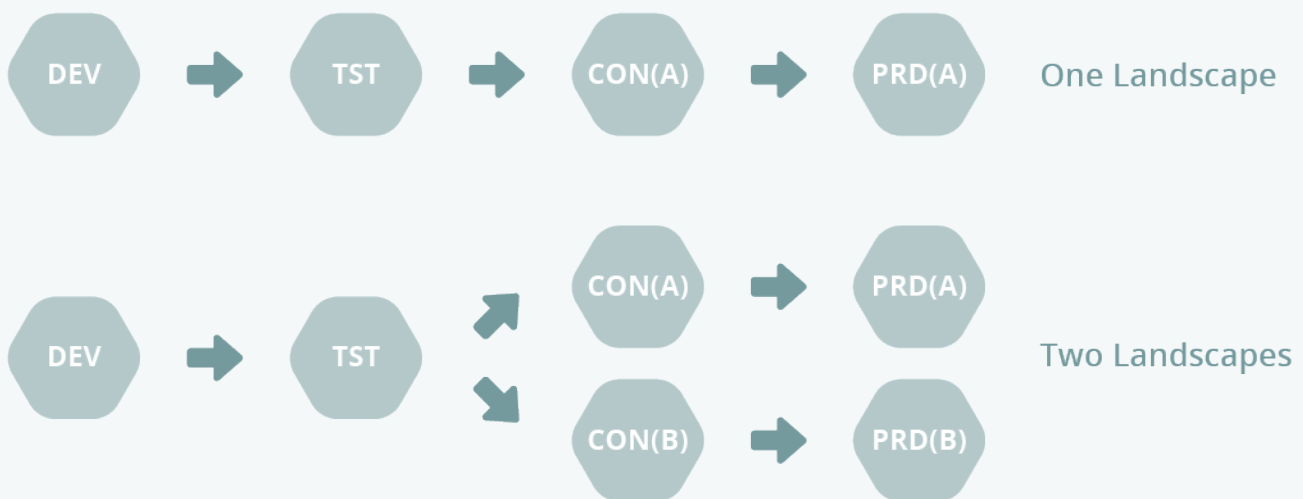 DEV
TST
CON(A)
PRD(A)
One Landscape
CON(A)
PRD(A)
DEV
TST
Two Landscapes
CON(B)
PRD(B)